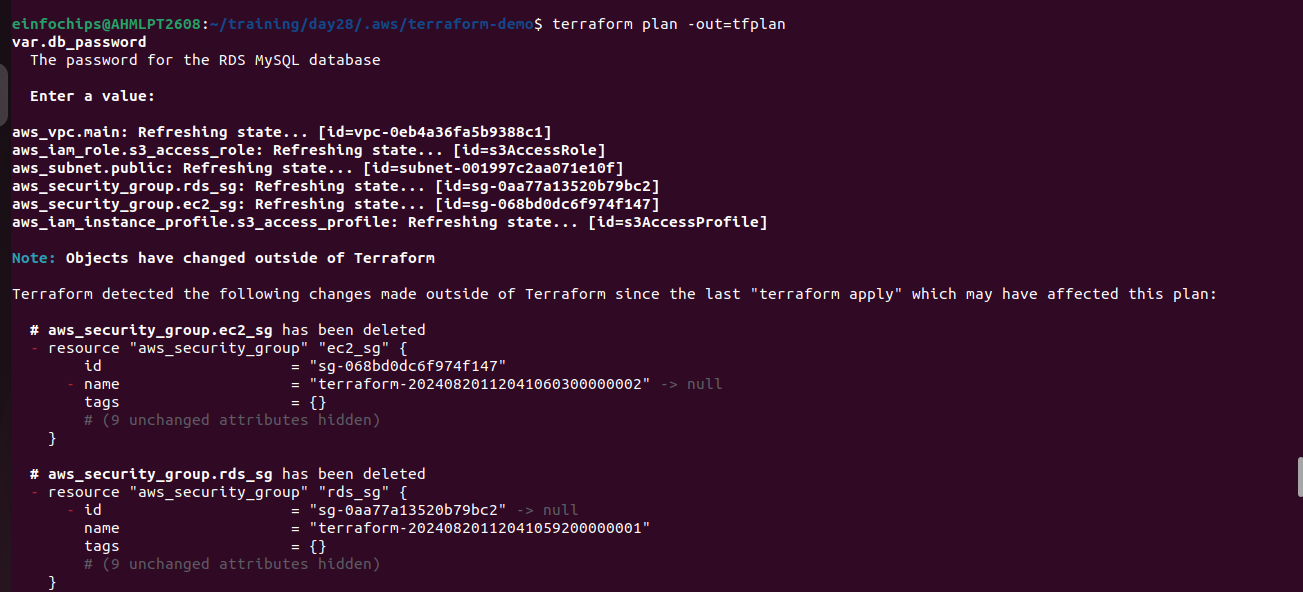 einfochips@AHMLPT2608:~/training/day28/.aws/terraform-demo$ terraform plan -out=tfplan
var.db_password
  The password for the RDS MySQL database

  Enter a value:

aws_vpc.main: Refreshing state... [id=vpc-0eb4a36fa5b9388c1]
aws_iam_role.s3_access_role: Refreshing state... [id=s3AccessRole]
aws_subnet.public: Refreshing state... [id=subnet-001997c2aa071e10f]
aws_security_group.rds_sg: Refreshing state... [id=sg-0aa77a13520b79bc2]
aws_security_group.ec2_sg: Refreshing state... [id=sg-068bd0dc6f974f147]
aws_iam_instance_profile.s3_access_profile: Refreshing state... [id=s3AccessProfile]

Note: Objects have changed outside of Terraform

Terraform detected the following changes made outside of Terraform since the last "terraform apply" which may have affected this plan:

  # aws_security_group.ec2_sg has been deleted
  - resource "aws_security_group" "ec2_sg" {
        id                     = "sg-068bd0dc6f974f147"
      - name                   = "terraform-20240820112041060300000002" -> null
        tags                   = {}
        # (9 unchanged attributes hidden)
    }

  # aws_security_group.rds_sg has been deleted
  - resource "aws_security_group" "rds_sg" {
      - id                     = "sg-0aa77a13520b79bc2" -> null
        name                   = "terraform-20240820112041059200000001"
        tags                   = {}
        # (9 unchanged attributes hidden)
    }